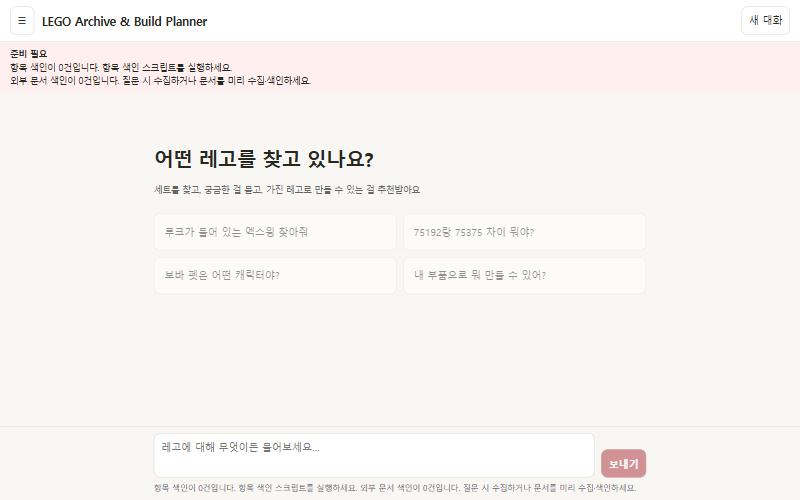 ☰ LEGO Archive & Build Planner 새 대화
준비 필요
항목 색인이 0건입니다. 항목 색인 스크립트를 실행하세요.
외부 문서 색인이 0건입니다. 질문 시 수집하거나 문서를 미리 수집·색인하세요.
어떤 레고를 찾고 있나요?
세트를 찾고, 궁금한 걸 묻고, 가진 레고로 만들 수 있는 걸 추천받아요
루크가 들어 있는 엑스윙 찾아줘
75192랑 75375 차이 뭐야?
보바 펫은 어떤 캐릭터야?
내 부품으로 뭐 만들 수 있어?
레고에 대해 무엇이든 물어보세요...
보내기
항목 색인이 0건입니다. 항목 색인 스크립트를 실행하세요. 외부 문서 색인이 0건입니다. 질문 시 수집하거나 문서를 미리 수집·색인하세요.